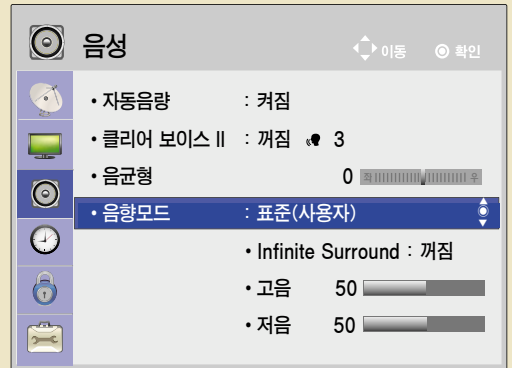 음성 이동 확인
• 자동음량 : 켜짐
• 클리어 보이스 II : 꺼짐 3
• 음균형 0 좌 우
• 음향모드 : 표준(사용자)
• Infinite Surround : 꺼짐
• 고음 50
• 저음 50